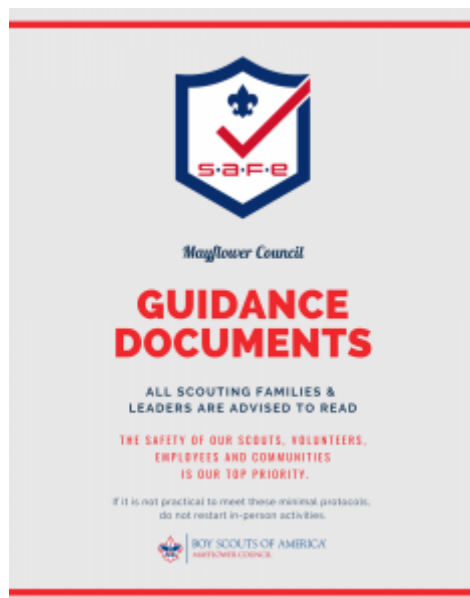 s·a·f·e
Mayflower Council
GUIDANCE
DOCUMENTS
ALL SCOUTING FAMILIES &
LEADERS ARE ADVISED TO READ
THE SAFETY OF OUR SCOUTS, VOLUNTEERS,
EMPLOYEES AND COMMUNITIES
IS OUR TOP PRIORITY.
If it is not practical to meet these minimal protocols,
do not restart in-person activities.
BOY SCOUTS OF AMERICA
MAYFLOWER COUNCIL